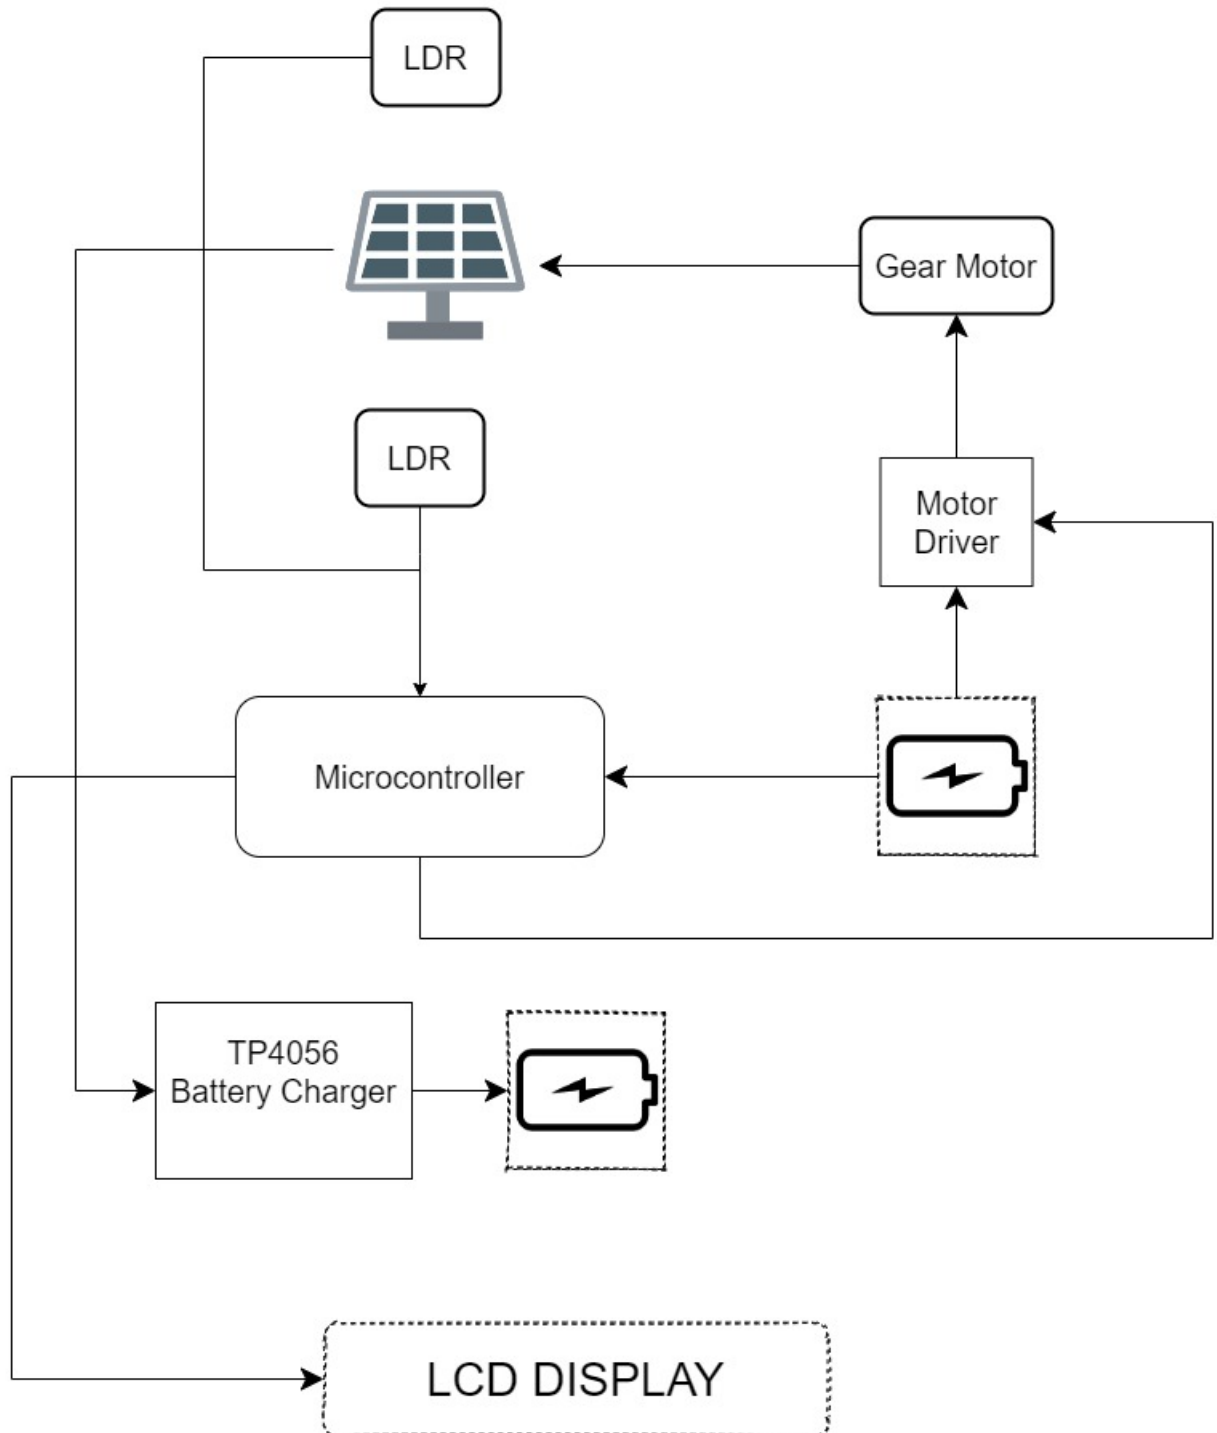 LDR
Gear Motor
LDR
Motor
Driver
Microcontroller
TP4056
Battery Charger
LCD DISPLAY